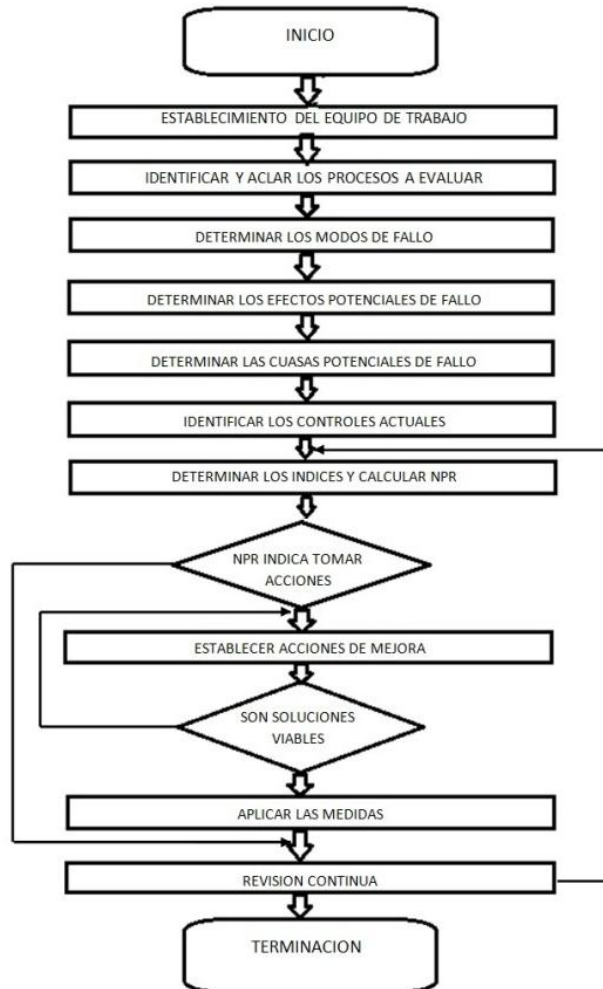 INICIO
ESTABLECIMIENTO DEL EQUIPO DE TRABAJO
IDENTIFICAR Y ACLAR LOS PROCESOS A EVALUAR
DETERMINAR LOS MODOS DE FALLO
DETERMINAR LOS EFECTOS POTENCIALES DE FALLO
DETERMINAR LAS CUASAS POTENCIALES DE FALLO
IDENTIFICAR LOS CONTROLES ACTUALES
DETERMINAR LOS INDICES Y CALCULAR NPR
NPR INDICA TOMAR
ACCIONES
ESTABLECER ACCIONES DE MEJORA
SON SOLUCIONES
VIABLES
APLICAR LAS MEDIDAS
REVISION CONTINUA
TERMINACION